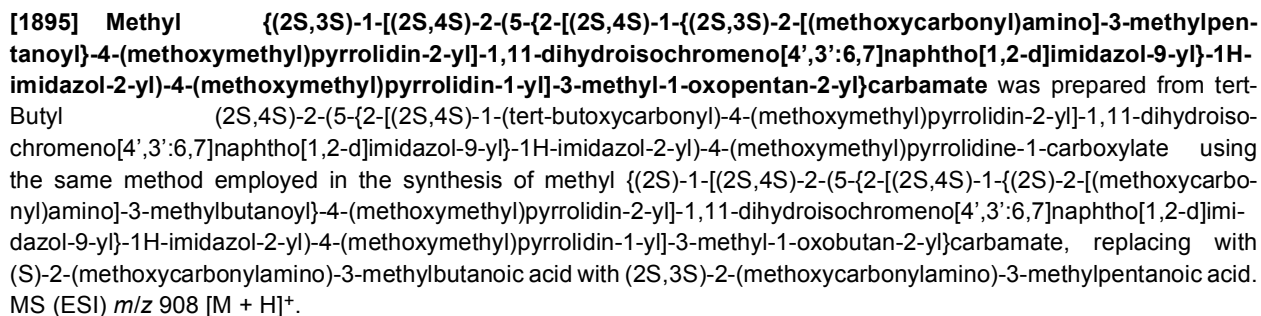 [1895] Methyl {(2S,3S)-1-[(2S,4S)-2-(5-{2-[(2S,4S)-1-{(2S,3S)-2-[(methoxycarbonyl)amino]-3-methylpen-
tanoyl}-4-(methoxymethyl)pyrrolidin-2-yl]-1,11-dihydroisochromeno[4',3':6,7]naphtho[1,2-d]imidazol-9-yl}-1H-
imidazol-2-yl)-4-(methoxymethyl)pyrrolidin-1-yl]-3-methyl-1-oxopentan-2-yl}carbamate was prepared from tert-
Butyl (2S,4S)-2-(5-{2-[(2S,4S)-1-(tert-butoxycarbonyl)-4-(methoxymethyl)pyrrolidin-2-yl]-1,11-dihydroiso-
chromeno[4',3':6,7]naphtho[1,2-d]imidazol-9-yl}-1H-imidazol-2-yl)-4-(methoxymethyl)pyrrolidine-1-carboxylate using
the same method employed in the synthesis of methyl {(2S)-1-[(2S,4S)-2-(5-{2-[(2S,4S)-1-{(2S)-2-[(methoxycarbo-
nyl)amino]-3-methylbutanoyl}-4-(methoxymethyl)pyrrolidin-2-yl]-1,11-dihydroisochromeno[4',3':6,7]naphtho[1,2-d]imi-
dazol-9-yl}-1H-imidazol-2-yl)-4-(methoxymethyl)pyrrolidin-1-yl]-3-methyl-1-oxobutan-2-yl}carbamate, replacing with
(S)-2-(methoxycarbonylamino)-3-methylbutanoic acid with (2S,3S)-2-(methoxycarbonylamino)-3-methylpentanoic acid.
MS (ESI) m/z 908 [M + H]+.